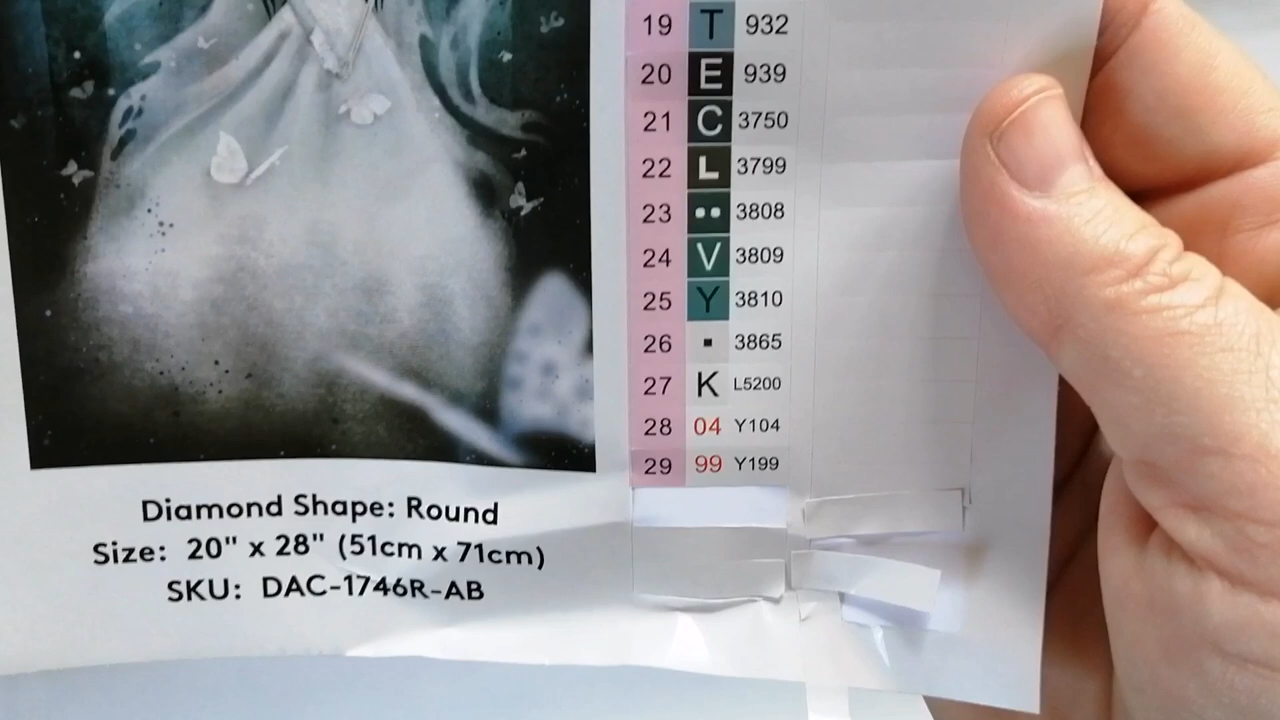 19 T 932
20 E 939
21 C 3750
22 L 3799
23 •• 3808
24 V 3809
25 Y 3810
26 ▪ 3865
27 K L5200
28 04 Y104
29 99 Y199
Diamond Shape: Round
Size: 20" x 28" (51cm x 71cm)
SKU: DAC-1746R-AB